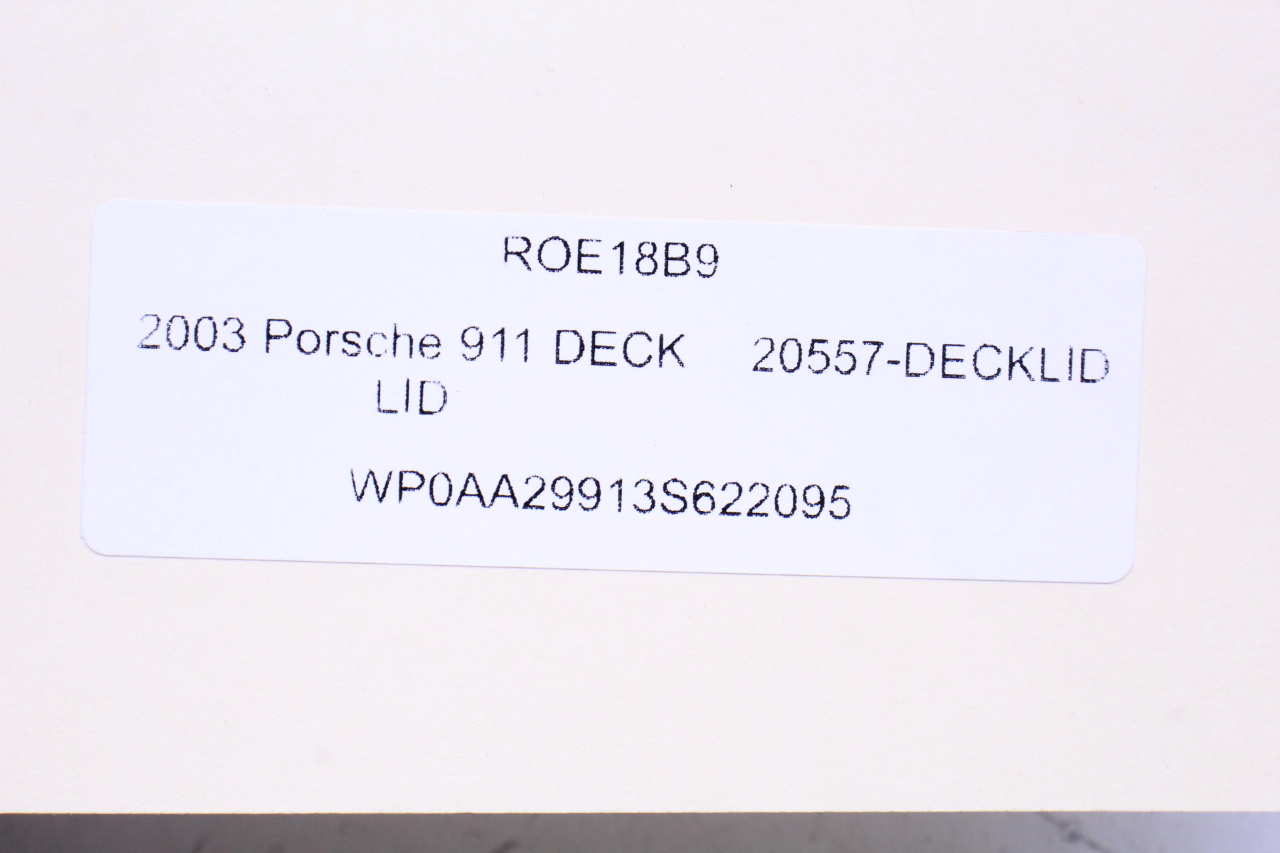 ROE18B9
2003 Porsche 911 DECK LID
20557-DECKLID
WP0AA29913S622095